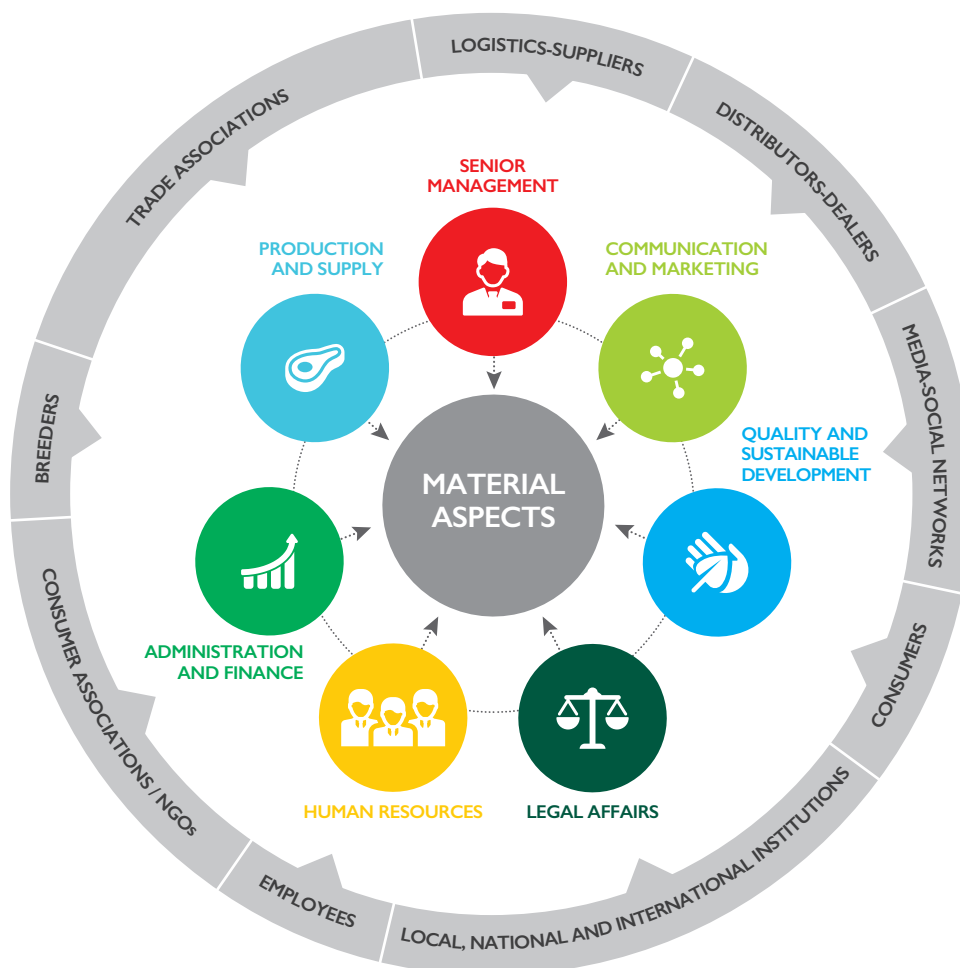 LOGISTICS-SUPPLIERS
DISTRIBUTORS-DEALERS
MEDIA-SOCIAL NETWORKS
CONSUMERS
LOCAL, NATIONAL AND INTERNATIONAL INSTITUTIONS
EMPLOYEES
CONSUMER ASSOCIATIONS / NGOs
BREEDERS
TRADE ASSOCIATIONS
SENIOR
MANAGEMENT
COMMUNICATION
AND MARKETING
QUALITY AND
SUSTAINABLE
DEVELOPMENT
LEGAL AFFAIRS
HUMAN RESOURCES
ADMINISTRATION
AND FINANCE
PRODUCTION
AND SUPPLY
MATERIAL
ASPECTS